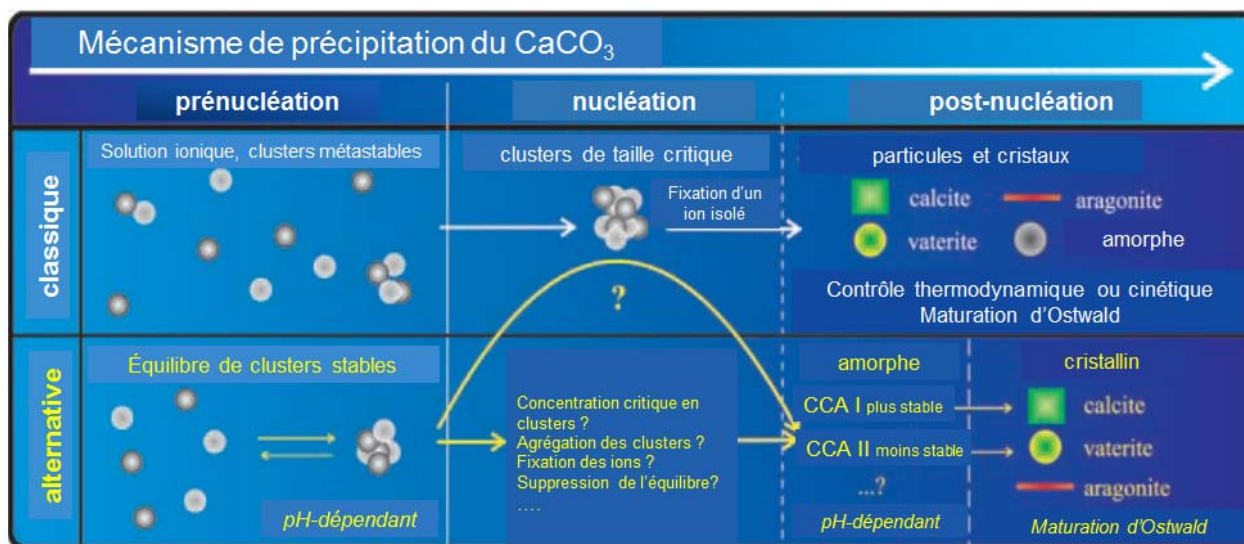 Mécanisme de précipitation du CaCO₃
prénucléation
nucléation
post-nucléation
classique
Solution ionique, clusters métastables
clusters de taille critique
Fixation d’un
ion isolé
?
particules et cristaux
calcite
aragonite
vaterite
amorphe
Contrôle thermodynamique ou cinétique
Maturation d’Ostwald
alternative
Équilibre de clusters stables
pH-dépendant
Concentration critique en
clusters ?
Agrégation des clusters ?
Fixation des ions ?
Suppression de l’équilibre?
....
amorphe
CCA I plus stable
CCA II moins stable
...?
pH-dépendant
cristallin
calcite
vaterite
aragonite
Maturation d’Ostwald